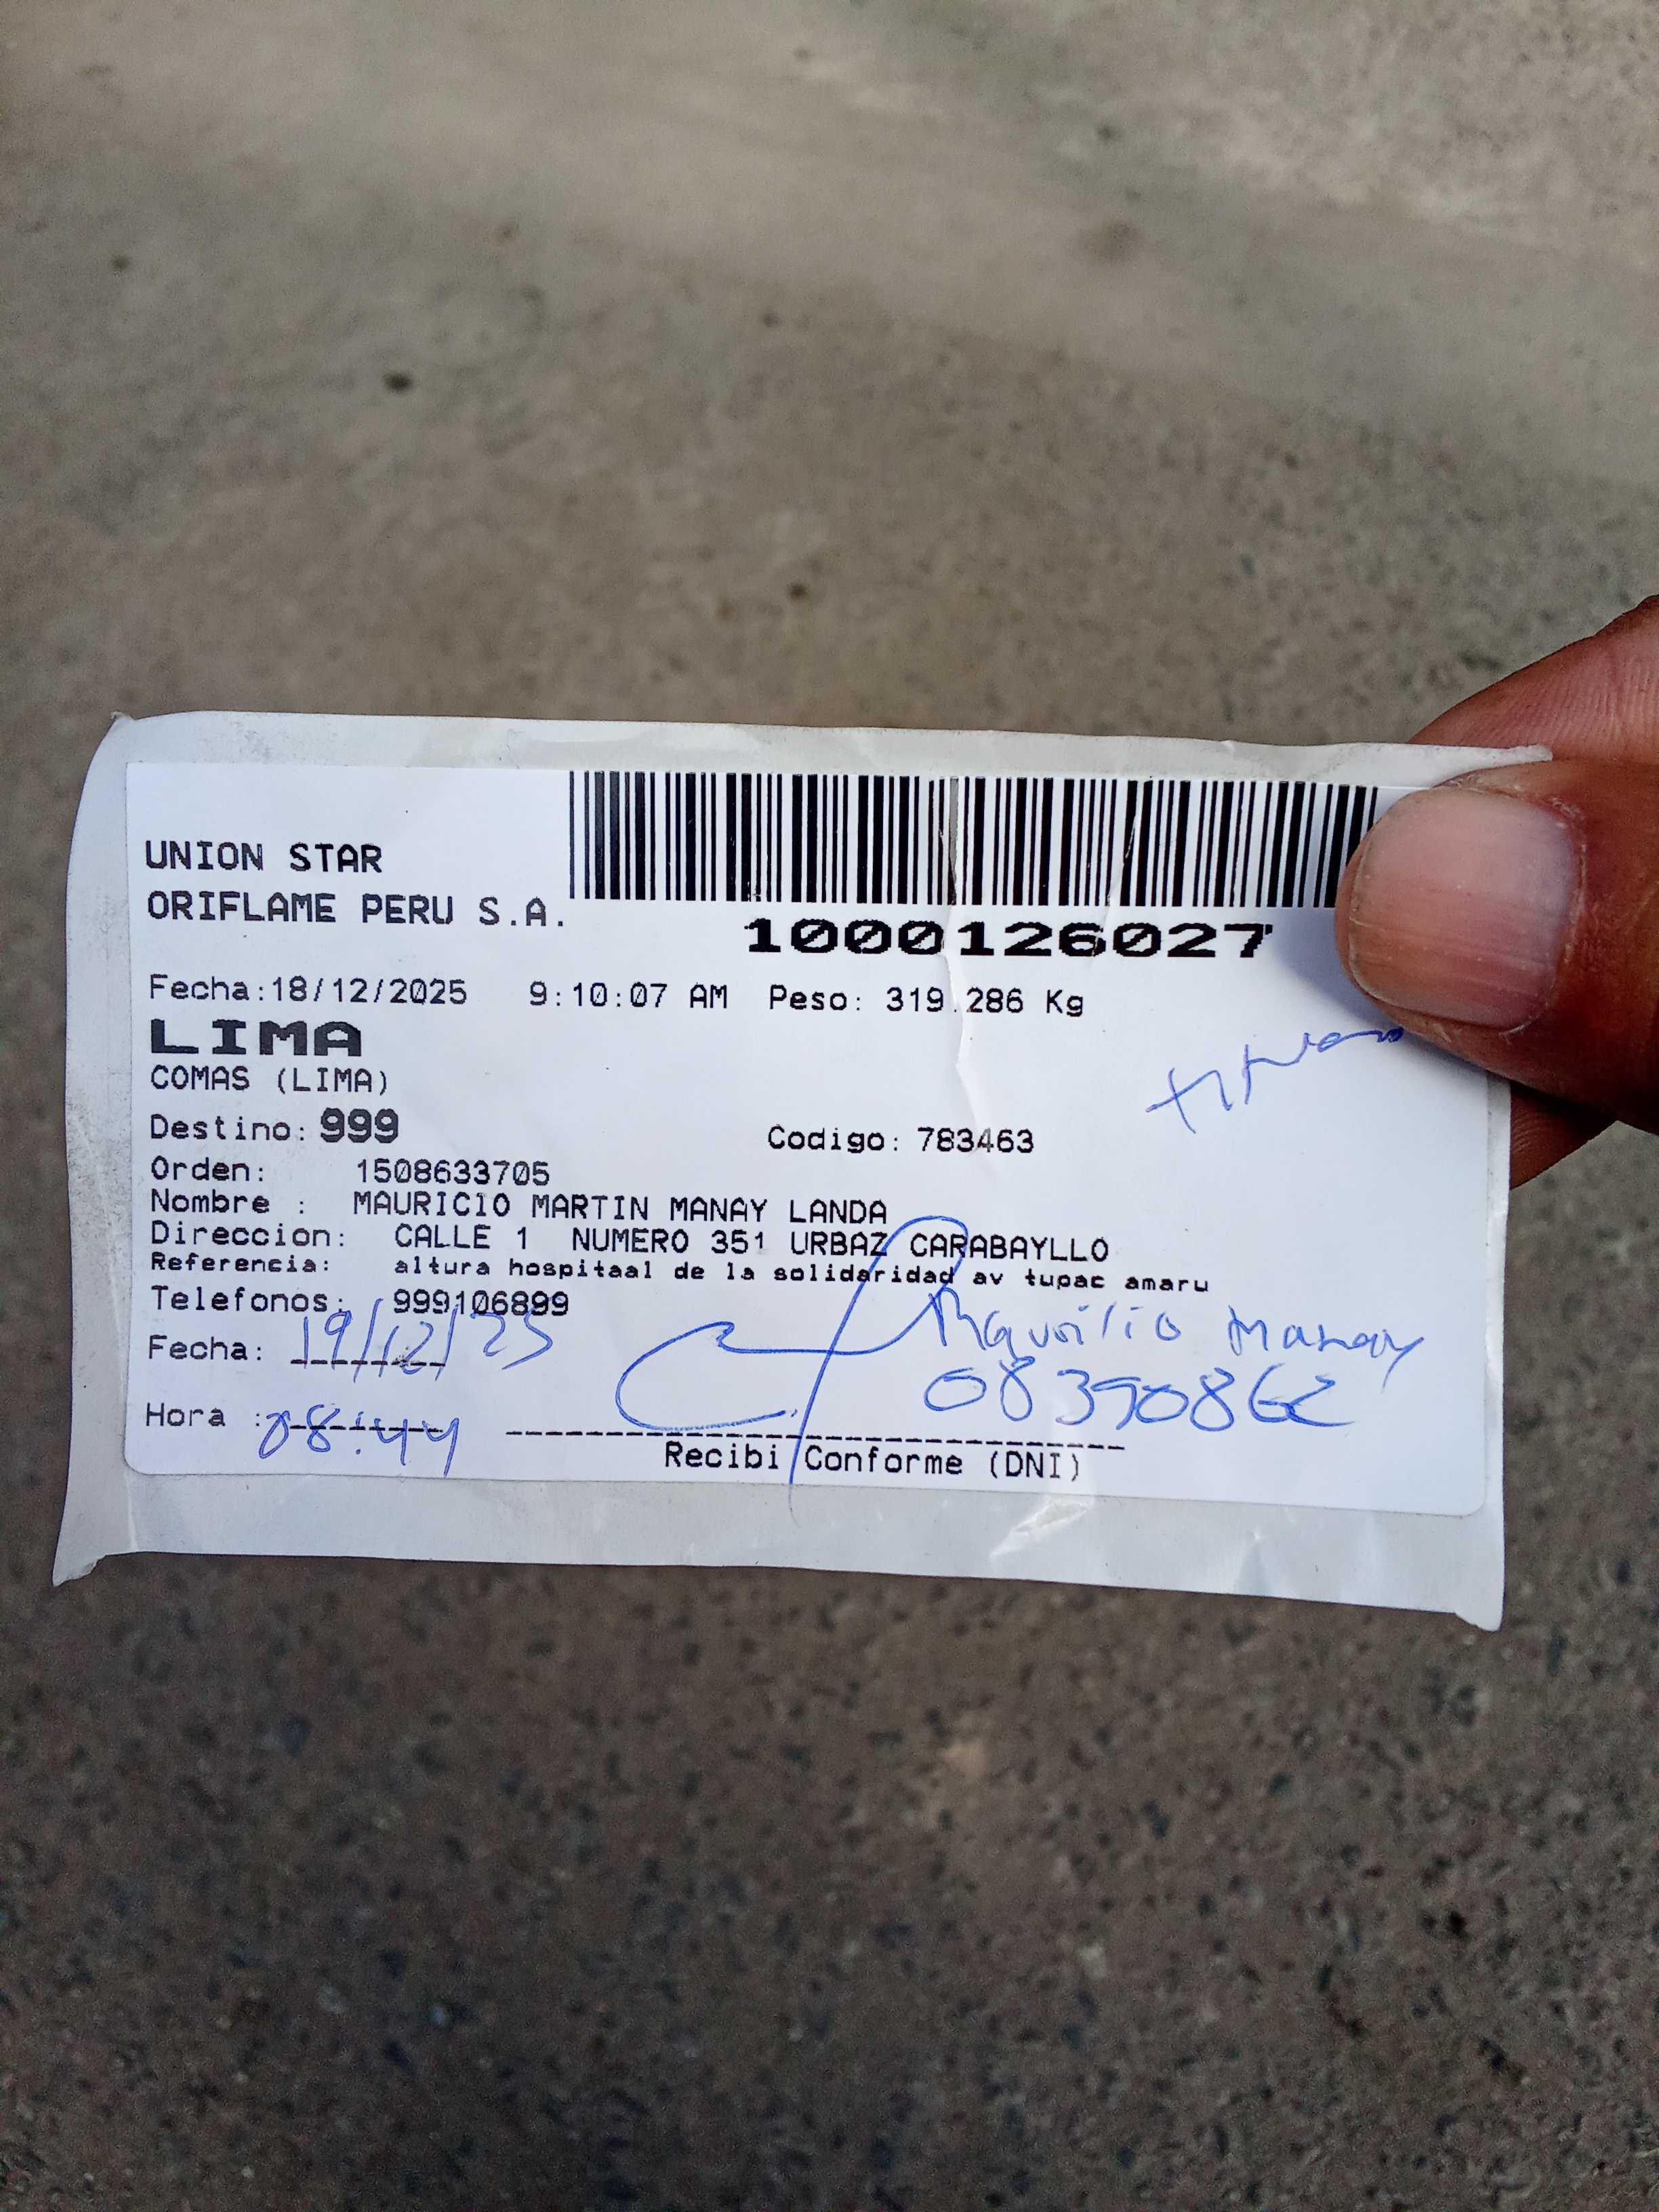 UNION STAR
ORIFLAME PERU S.A.
1000126027
Fecha:18/12/2025 9:10:07 AM Peso: 319.286 Kg
LIMA
COMAS (LIMA)
Destino: 999 Codigo: 783463
Orden: 1508633705
Nombre : MAURICIO MARTIN MANAY LANDA
Direccion: CALLE 1 NUMERO 351 URBAZ CARABAYLLO
Referencia: altura hospitaal de la solidaridad av tupac amaru
Telefonos: 999106899
Fecha: 19/12/25 Manay
Hora : 08:44
Recibi Conforme (DNI)